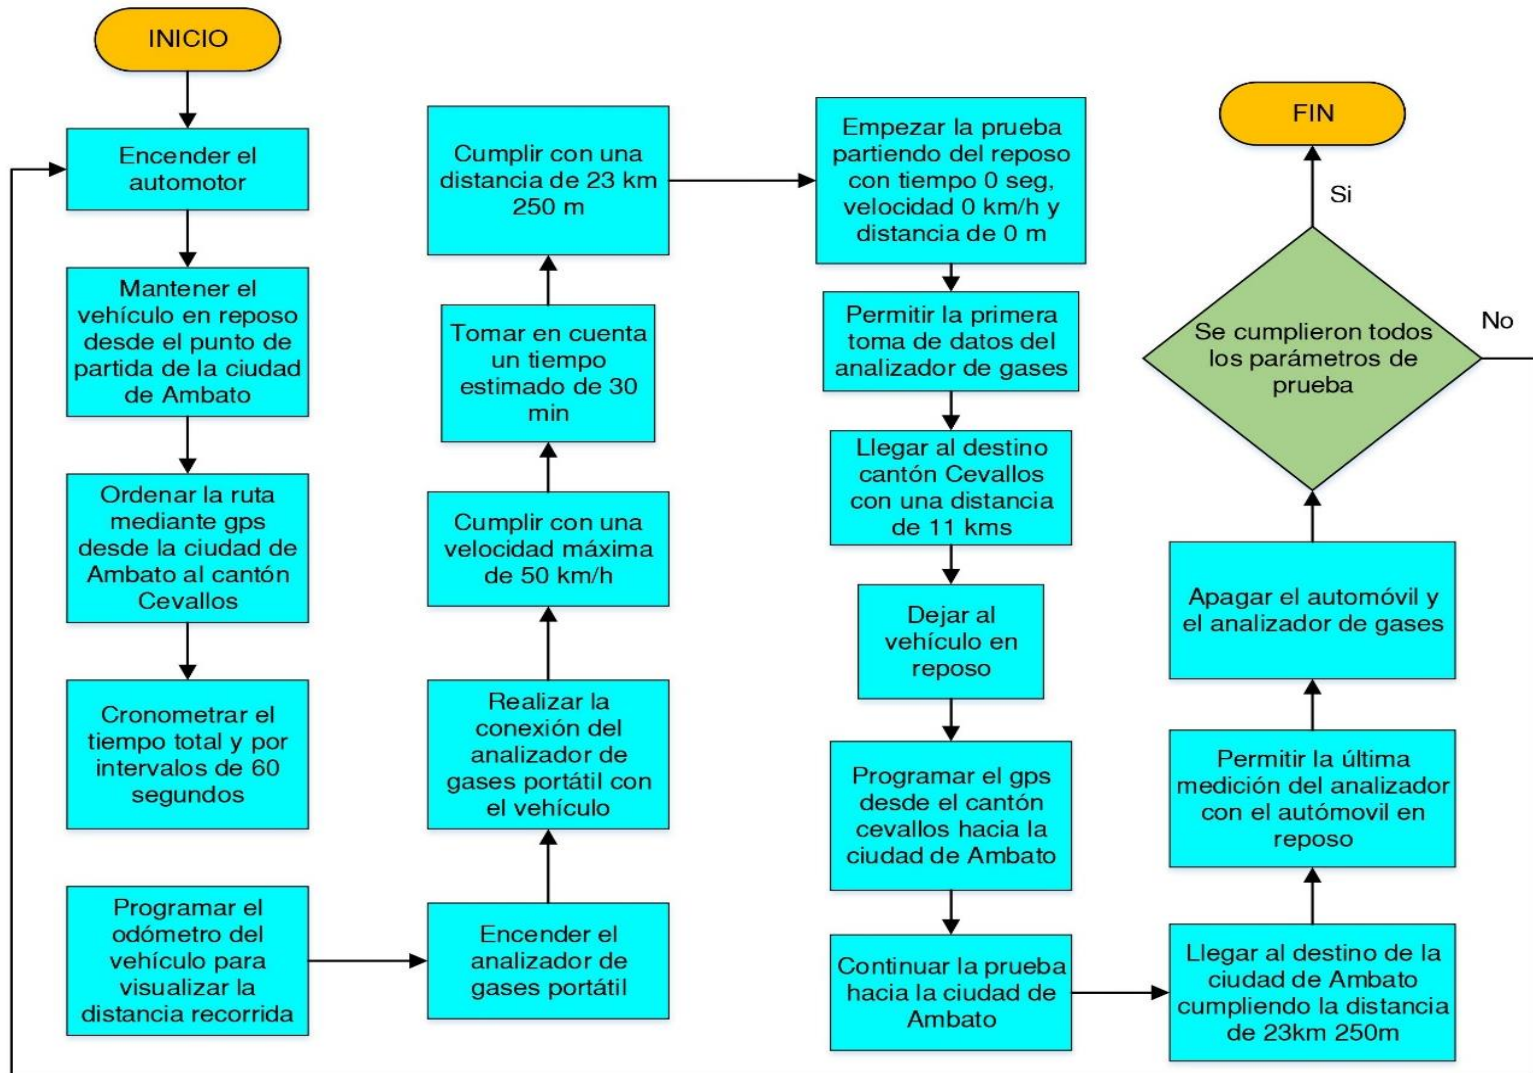 INICIO
Encender el
automotor
Mantener el
vehículo en reposo
desde el punto de
partida de la ciudad
de Ambato
Ordenar la ruta
mediante gps
desde la ciudad de
Ambato al cantón
Cevallos
Cronometrar el
tiempo total y por
intervalos de 60
segundos
Programar el
odómetro del
vehículo para
visualizar la
distancia recorrida
Encender el
analizador de
gases portátil
Realizar la
conexión del
analizador de
gases portátil con
el vehículo
Cumplir con una
velocidad máxima
de 50 km/h
Tomar en cuenta
un tiempo
estimado de 30
min
Cumplir con una
distancia de 23 km
250 m
Empezar la prueba
partiendo del reposo
con tiempo 0 seg,
velocidad 0 km/h y
distancia de 0 m
Permitir la primera
toma de datos del
analizador de gases
Llegar al destino
cantón Cevallos
con una distancia
de 11 kms
Dejar al
vehículo en
reposo
Programar el gps
desde el cantón
cevallos hacia la
ciudad de Ambato
Continuar la prueba
hacia la ciudad de
Ambato
Llegar al destino de la
ciudad de Ambato
cumpliendo la distancia
de 23km 250m
Permitir la última
medición del analizador
con el autómovil en
reposo
Apagar el automóvil y
el analizador de gases
Se cumplieron todos
los parámetros de
prueba
No
Si
FIN